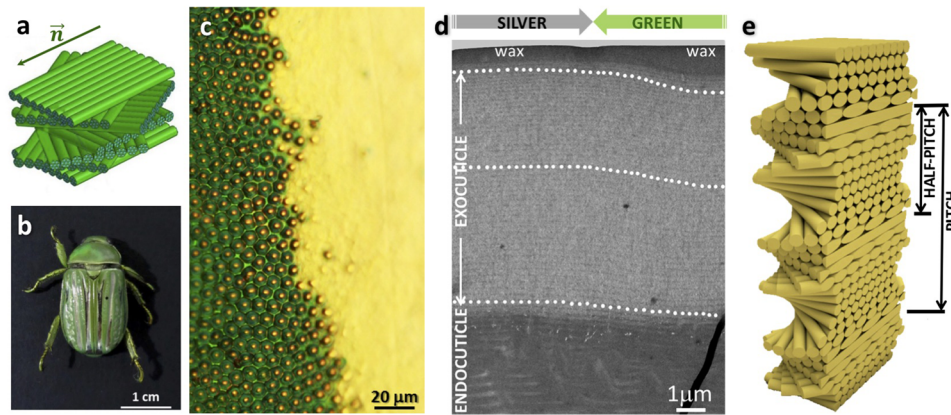 a
n
b
1 cm
c
20 µm
d
SILVER
GREEN
wax
wax
EXOCUTICLE
ENDOCUTICLE
1µm
e
HALF-PITCH
PITCH